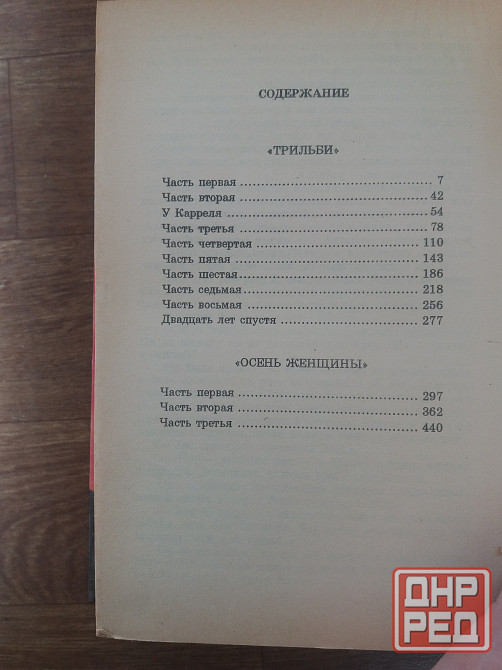 СОДЕРЖАНИЕ
«ТРИЛЬБИ»
Часть первая ........................ 7
Часть вторая ........................ 42
У Карреля ........................ 54
Часть третья ........................ 78
Часть четвертая ........................ 110
Часть пятая ........................ 143
Часть шестая ........................ 186
Часть седьмая ........................ 218
Часть восьмая ........................ 256
Двадцать лет спустя ........................ 277
«ОСЕНЬ ЖЕНЩИНЫ»
Часть первая ........................ 297
Часть вторая ........................ 362
Часть третья ........................ 440
ДНР
РЕД